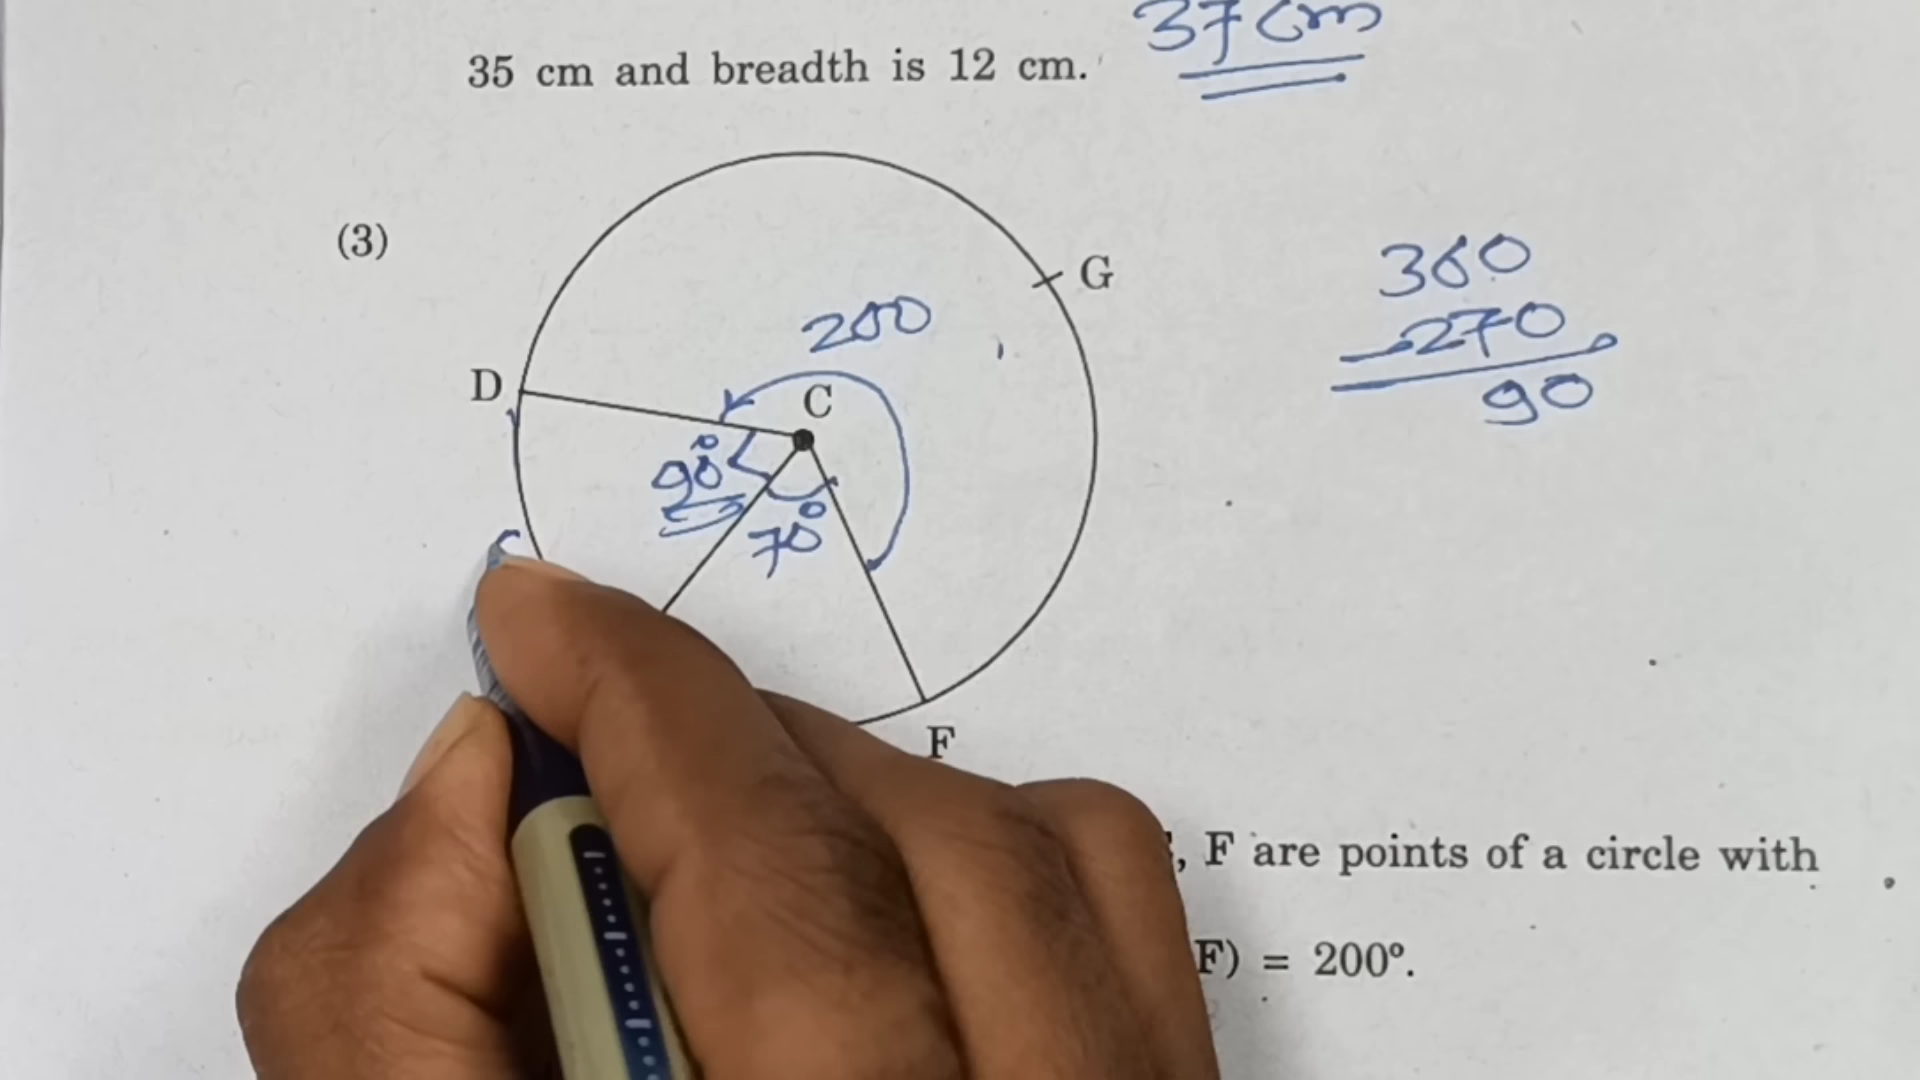 37 cm
35 cm and breadth is 12 cm.
(3)
G
360
200
270
D
C
90
90°
70°
F
, F are points of a circle with
F) = 200°.